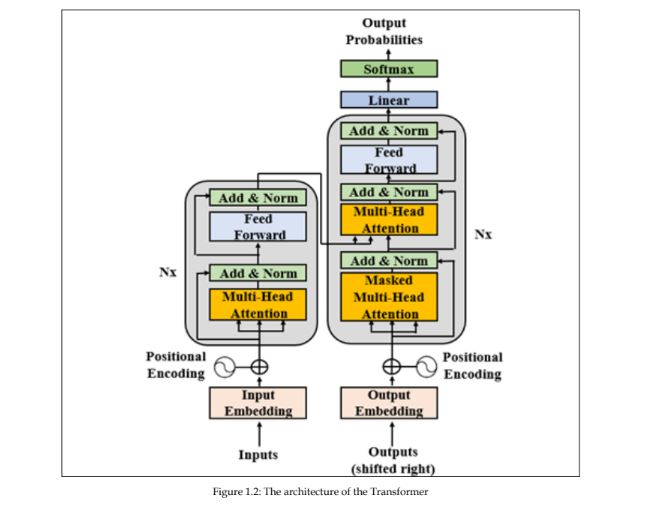 Output
Probabilities
Softmax
Linear
Add & Norm
Feed
Forward
Add & Norm
Multi-Head
Attention
Nx
Add & Norm
Masked
Multi-Head
Attention
Positional
Encoding
Output
Embedding
Outputs
(shifted right)
Add & Norm
Feed
Forward
Nx
Add & Norm
Multi-Head
Attention
Positional
Encoding
Input
Embedding
Inputs
Figure 1.2: The architecture of the Transformer